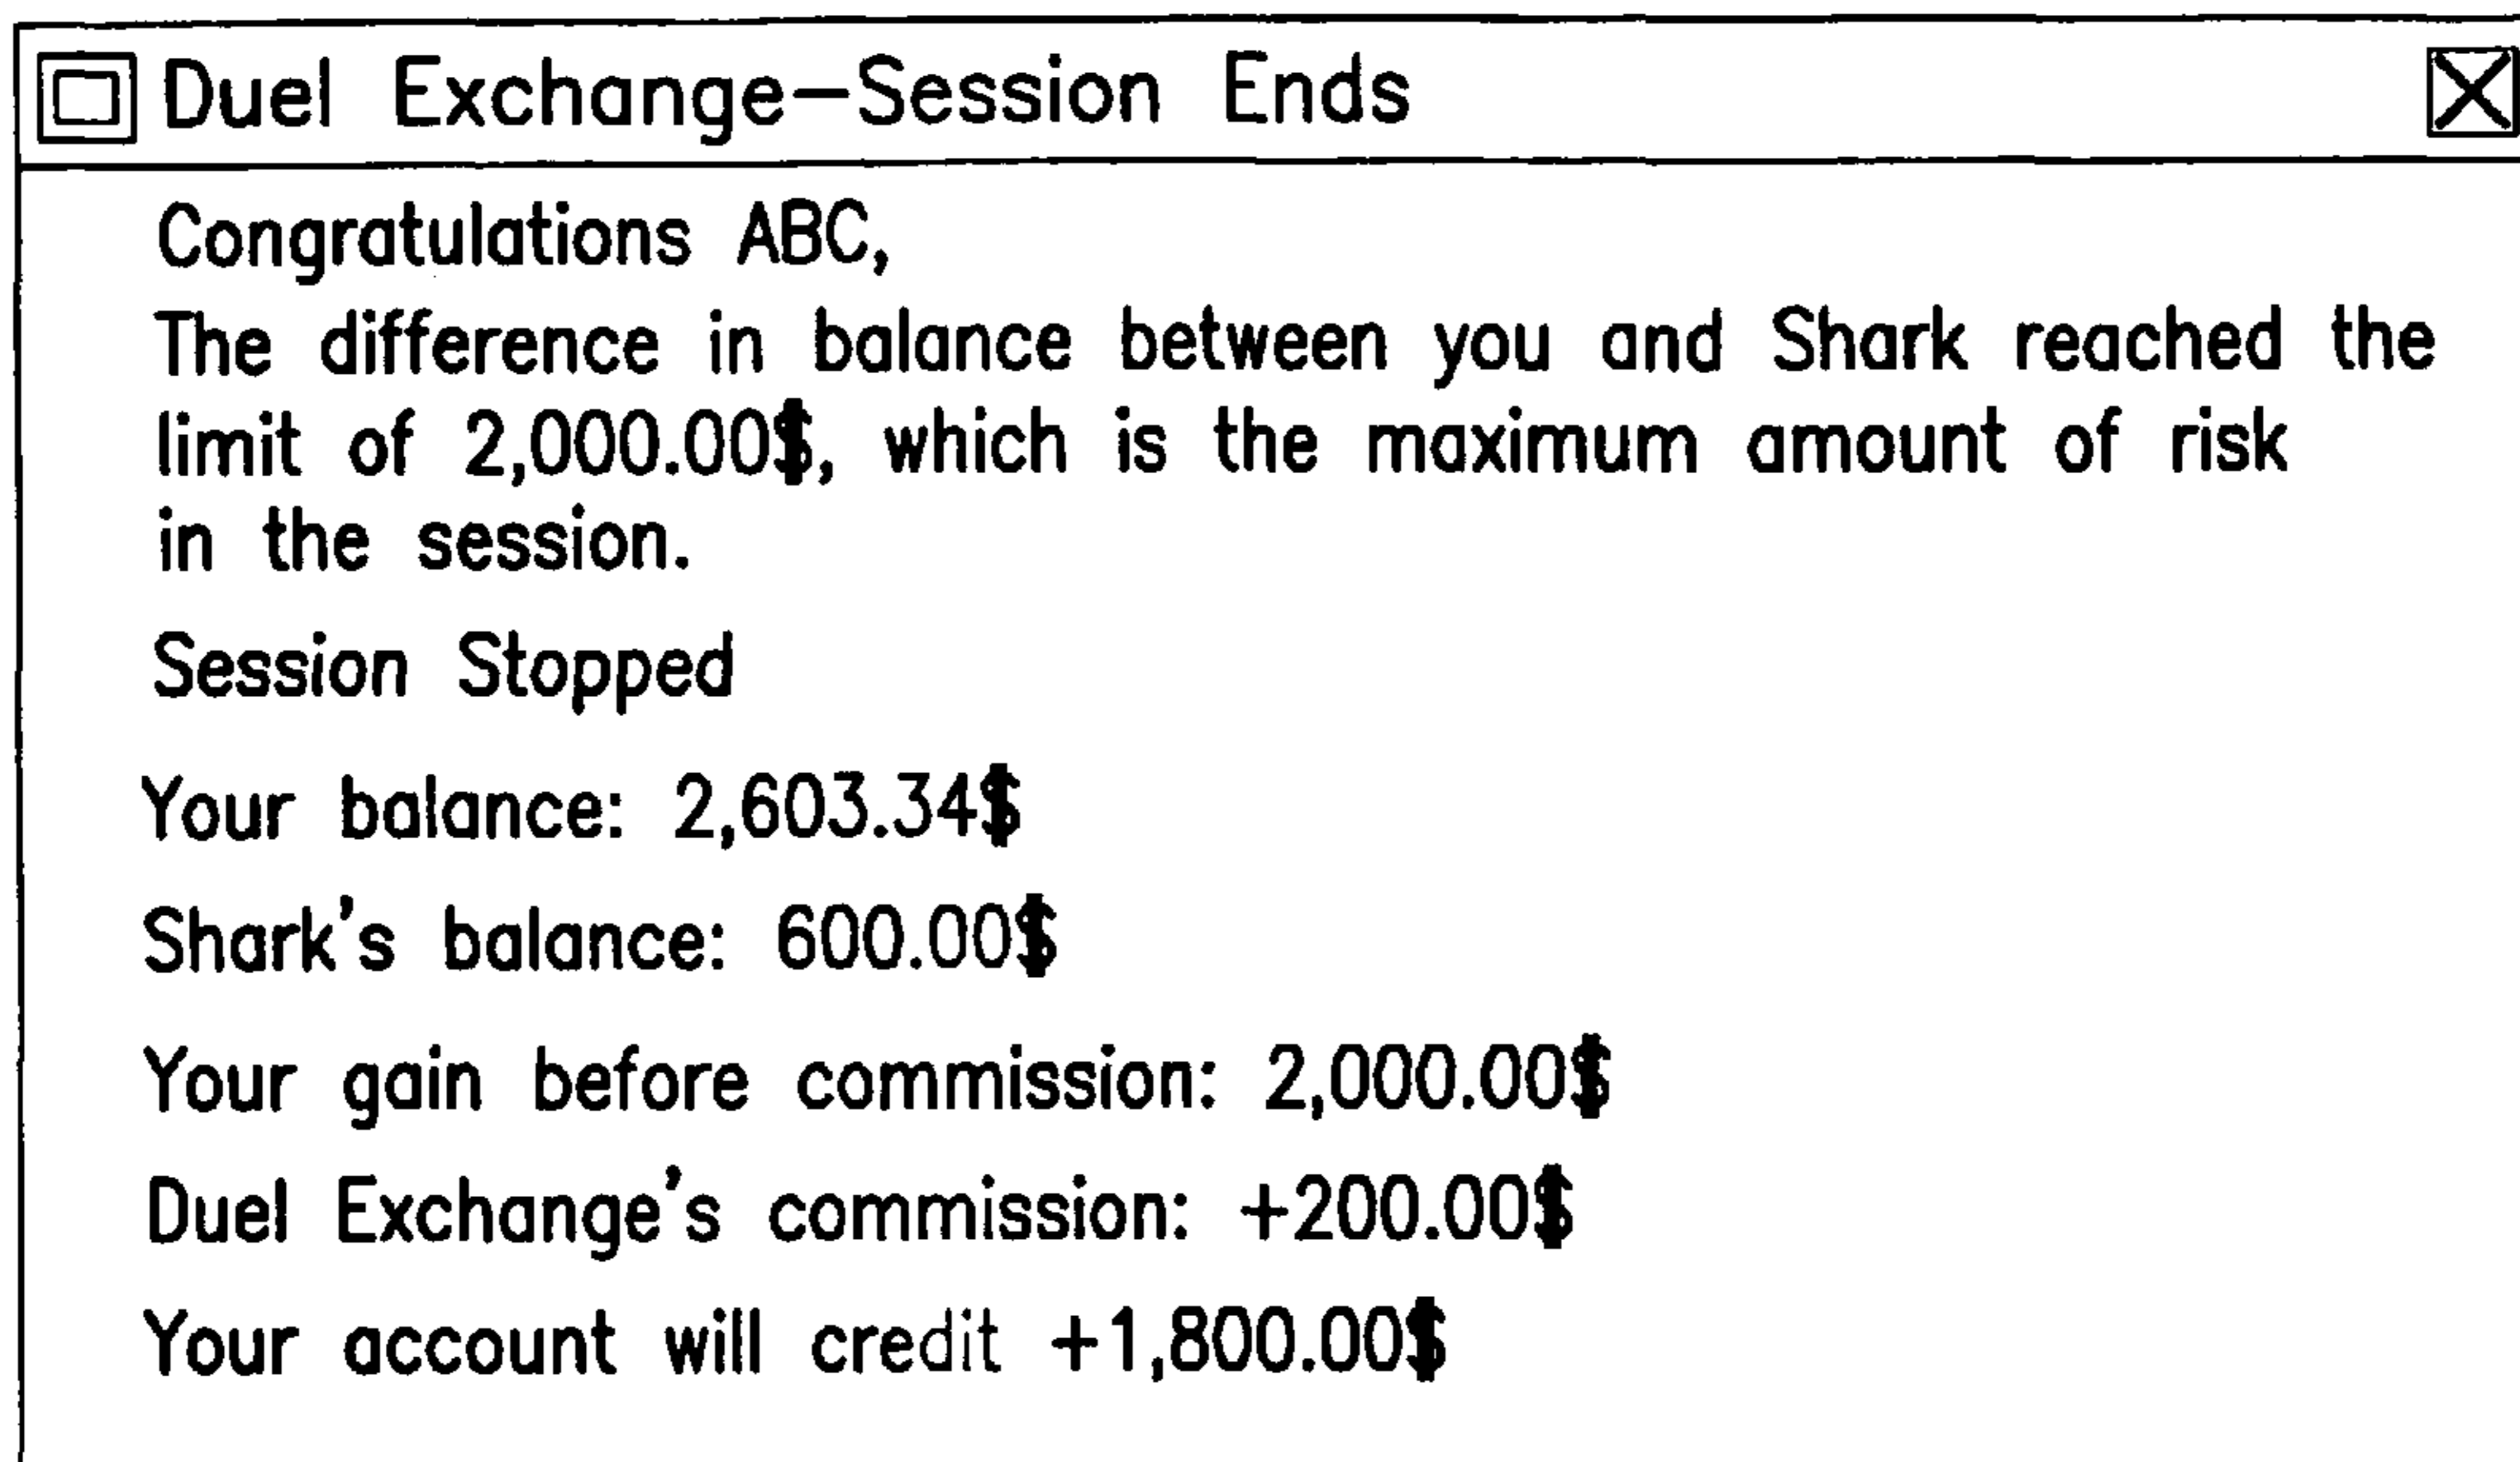 Duel Exchange–Session Ends
Congratulations ABC,
The difference in balance between you and Shark reached the
limit of 2,000.00$, which is the maximum amount of risk
in the session.
Session Stopped
Your balance: 2,603.34$
Shark's balance: 600.00$
Your gain before commission: 2,000.00$
Duel Exchange's commission: +200.00$
Your account will credit +1,800.00$